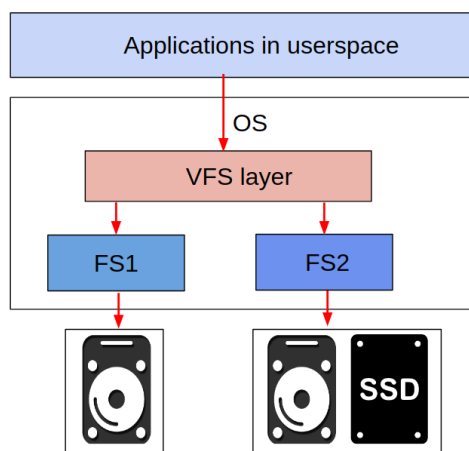 Applications in userspace
OS
VFS layer
FS1
FS2
SSD